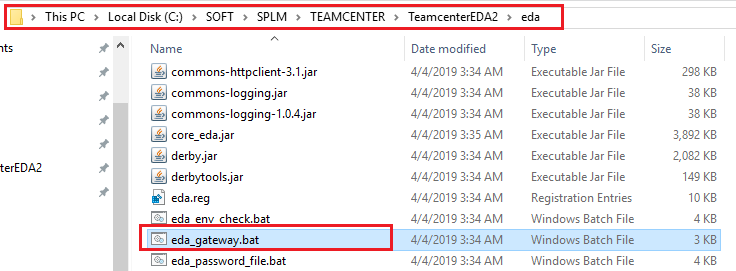 This PC > Local Disk (C:) > SOFT > SPLM > TEAMCENTER > TeamcenterEDA2 > eda
Name Date modified Type Size
nts
commons-httpclient-3.1.jar 4/4/2019 3:34 AM Executable Jar File 298 KB
commons-logging.jar 4/4/2019 3:34 AM Executable Jar File 38 KB
commons-logging-1.0.4.jar 4/4/2019 3:34 AM Executable Jar File 38 KB
core_eda.jar 4/4/2019 3:35 AM Executable Jar File 3,892 KB
derby.jar 4/4/2019 3:34 AM Executable Jar File 2,082 KB
terEDA2
derbytools.jar 4/4/2019 3:34 AM Executable Jar File 149 KB
eda.reg 4/4/2019 3:34 AM Registration Entries 10 KB
eda_env_check.bat 4/4/2019 3:34 AM Windows Batch File 4 KB
eda_gateway.bat 4/4/2019 3:34 AM Windows Batch File 3 KB
eda_password_file.bat 4/4/2019 3:34 AM Windows Batch File 4 KB